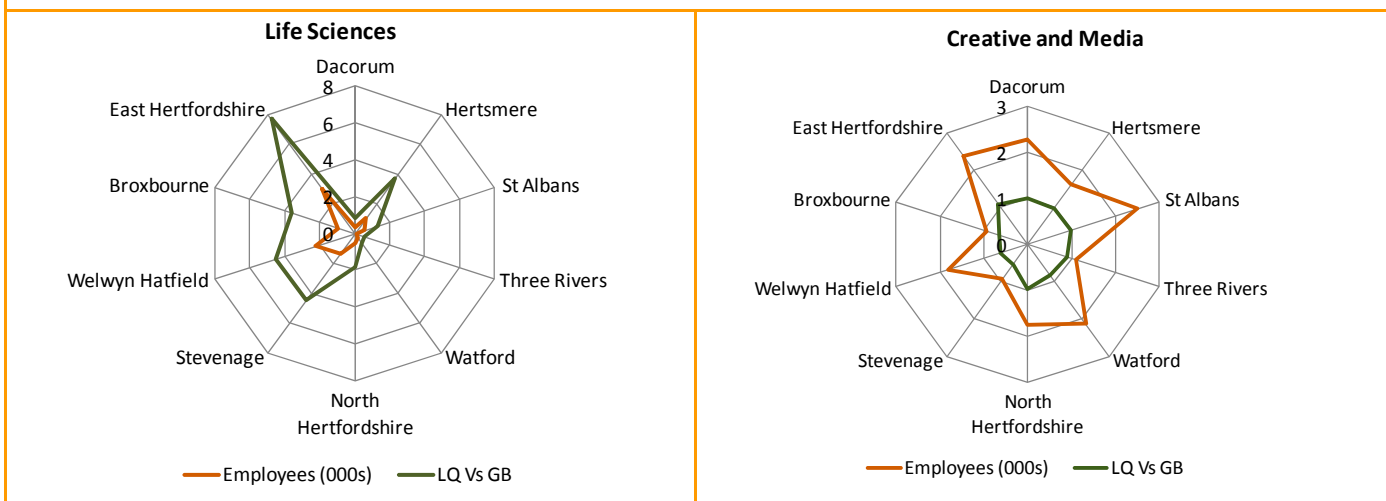 Life Sciences
Dacorum
8
East Hertfordshire
Hertsmere
6
4
Broxbourne
St Albans
2
0
Welwyn Hatfield
Three Rivers
Stevenage
Watford
North
Hertfordshire
Employees (000s)
LQ Vs GB
Creative and Media
Dacorum
3
East Hertfordshire
Hertsmere
2
Broxbourne
St Albans
1
0
Welwyn Hatfield
Three Rivers
Stevenage
Watford
North
Hertfordshire
Employees (000s)
LQ Vs GB